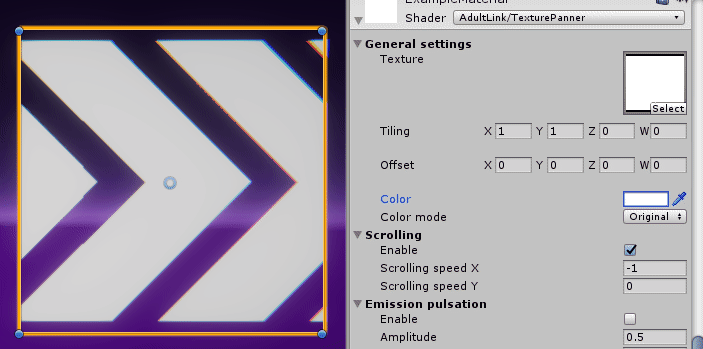 ExampleMaterial
Shader AdultLink/TexturePanner
General settings
Texture
Select
Tiling X 1 Y 1 Z 0 W 0
Offset X 0 Y 0 Z 0 W 0
Color
Color mode Original
Scrolling
Enable
Scrolling speed X -1
Scrolling speed Y 0
Emission pulsation
Enable
Amplitude 0.5